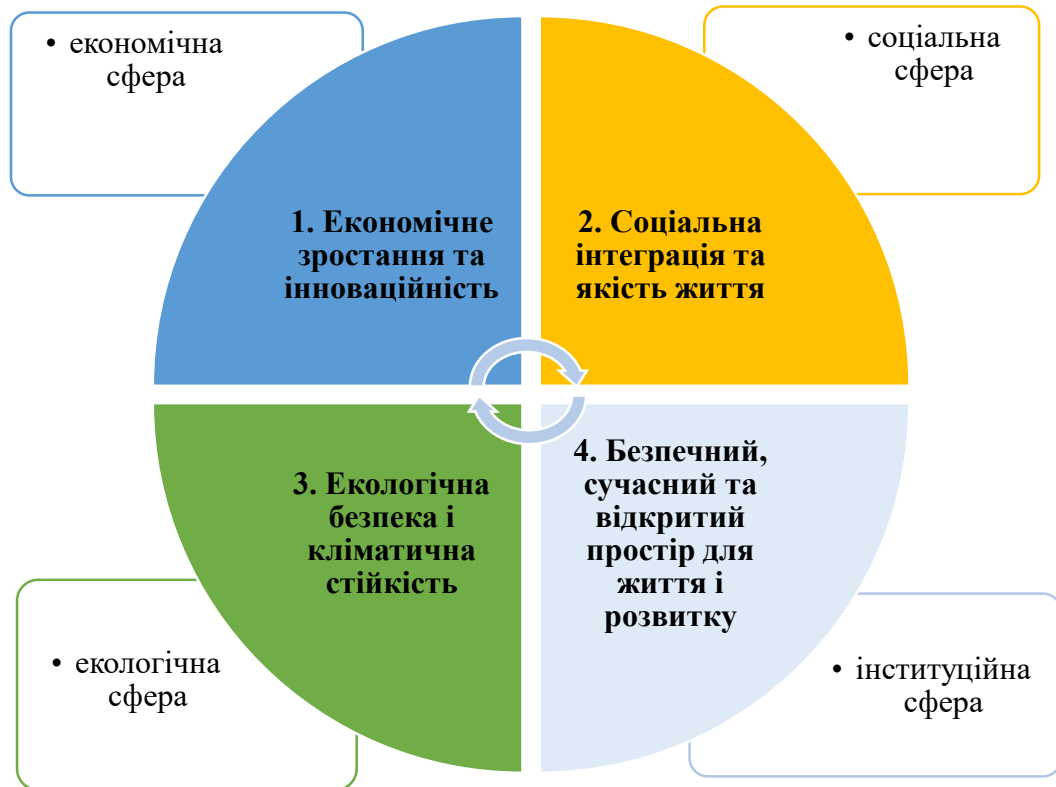 • економічна
сфера
• соціальна
сфера
1. Економічне
зростання та
інноваційність
2. Соціальна
інтеграція та
якість життя
3. Екологічна
безпека і
кліматична
стійкість
4. Безпечний,
сучасний та
відкритий
простір для
життя і
розвитку
• екологічна
сфера
• інституційна
сфера